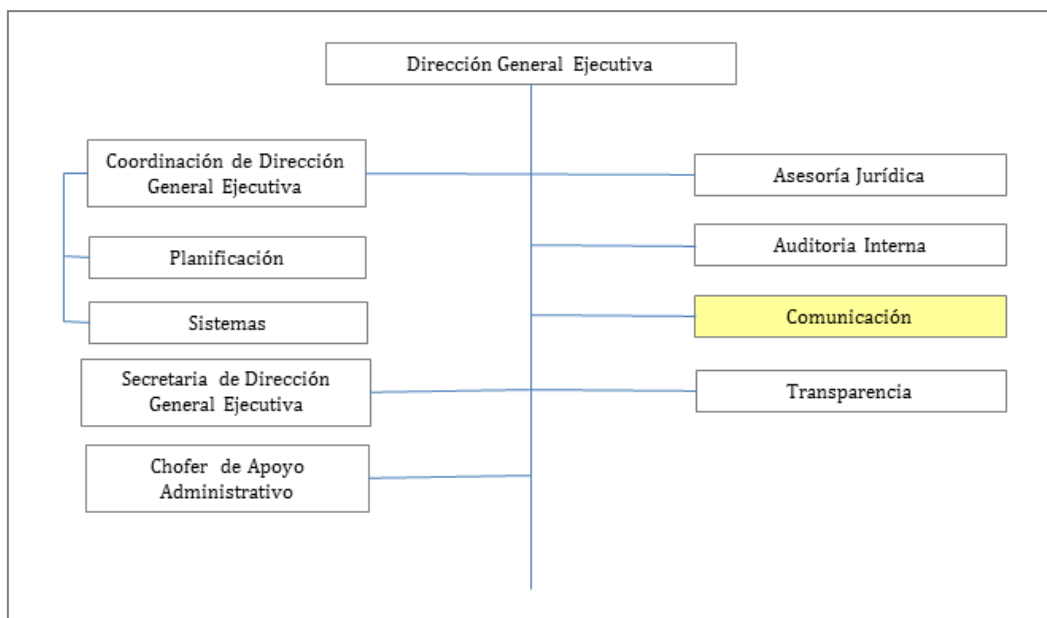 Dirección General Ejecutiva
Coordinación de Dirección
General Ejecutiva
Asesoría Jurídica
Planificación
Auditoria Interna
Sistemas
Comunicación
Secretaria de Dirección
General Ejecutiva
Transparencia
Chofer de Apoyo
Administrativo